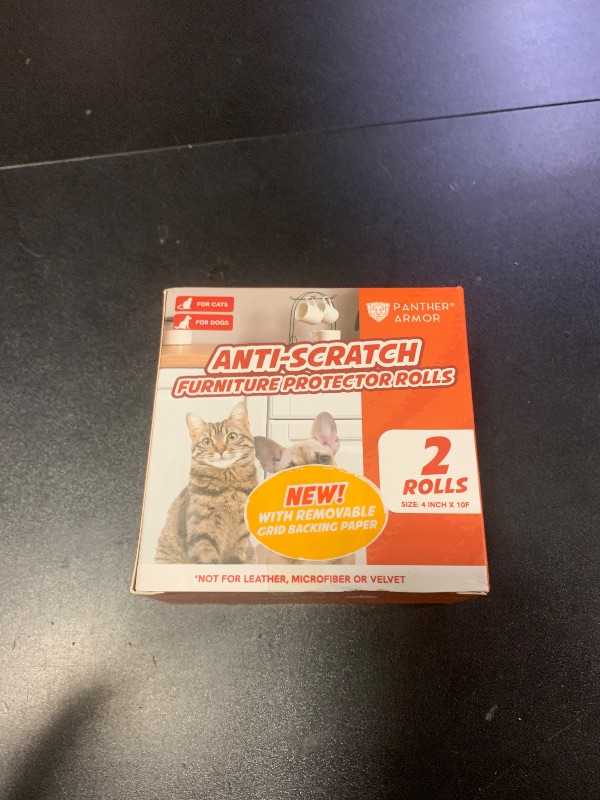 FOR CATS
FOR DOGS
PANTHER®
ARMOR
ANTI-SCRATCH
FURNITURE PROTECTOR ROLLS
2
ROLLS
SIZE: 4 INCH X 10F
NEW!
WITH REMOVABLE
GRID BACKING PAPER
*NOT FOR LEATHER, MICROFIBER OR VELVET